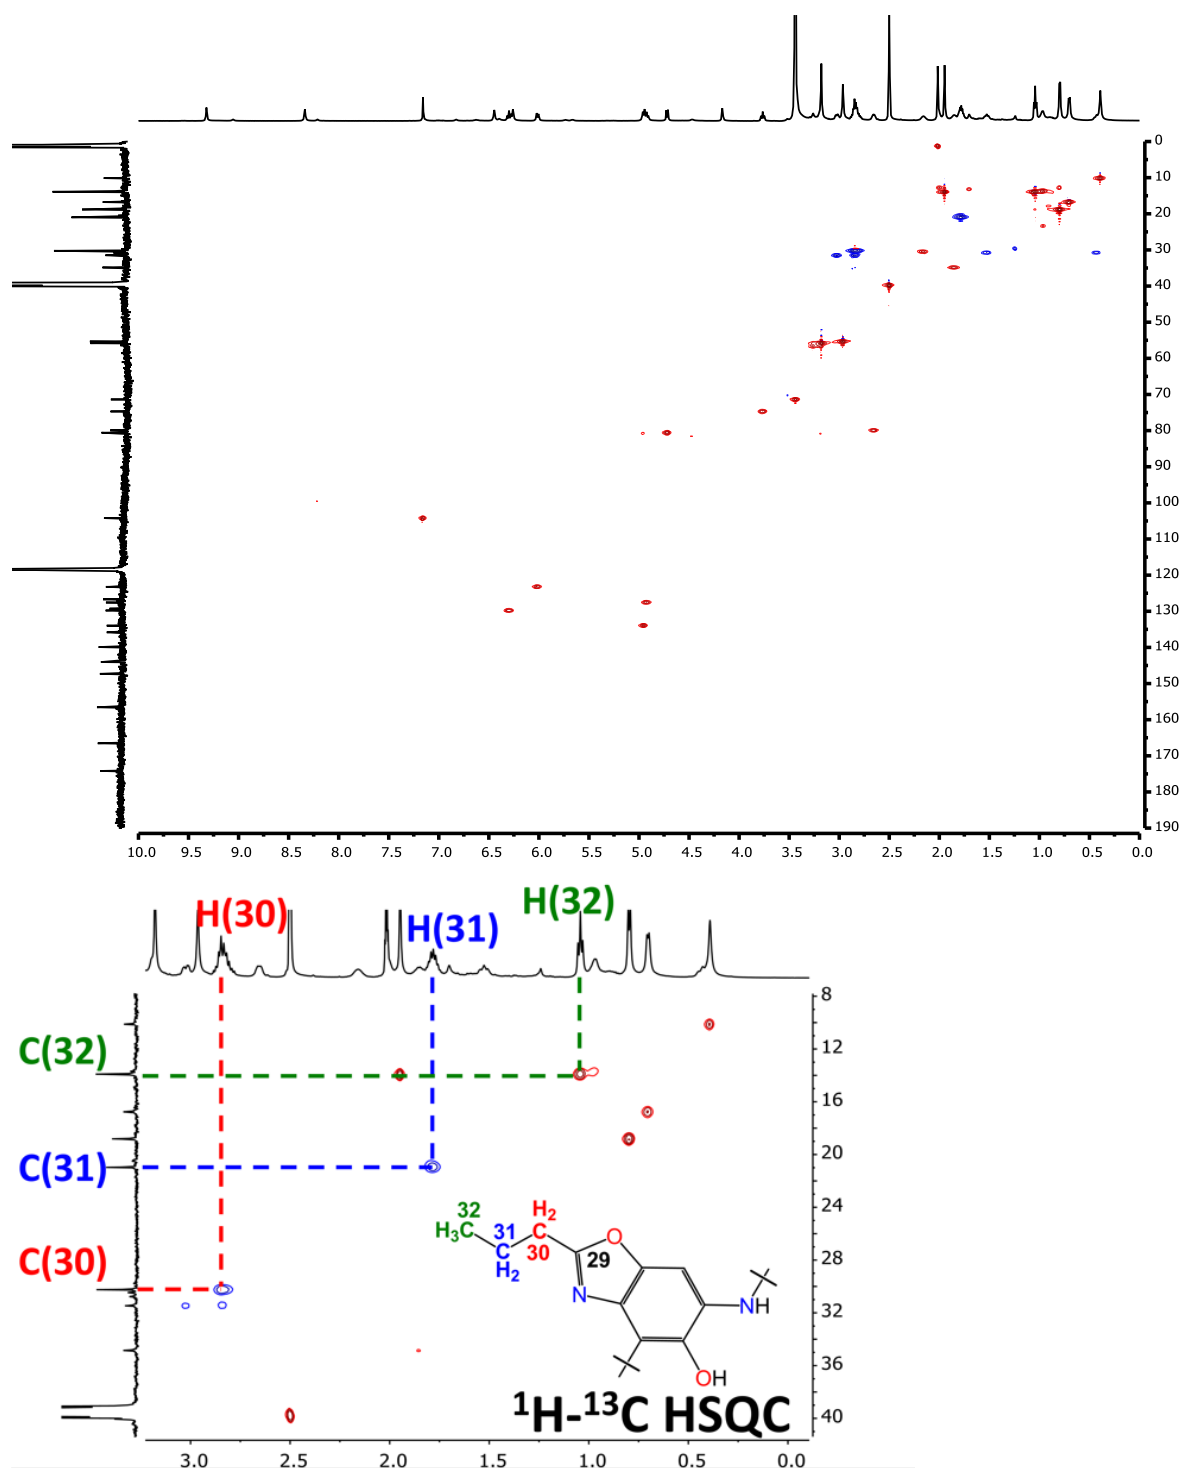 0
10
20
30
40
50
60
70
80
90
100
110
120
130
140
150
160
170
180
190
10.0 9.5 9.0 8.5 8.0 7.5 7.0 6.5 6.0 5.5 5.0 4.5 4.0 3.5 3.0 2.5 2.0 1.5 1.0 0.5 0.0
H(30) H(31) H(32)
8
12
16
20
24
28
32
36
40
C(32)
C(31)
C(30)
32
H₃C
31
C
H₂
H₂
C
30
O
29
N
NH
OH
¹H-¹³C HSQC
3.0 2.5 2.0 1.5 1.0 0.5 0.0